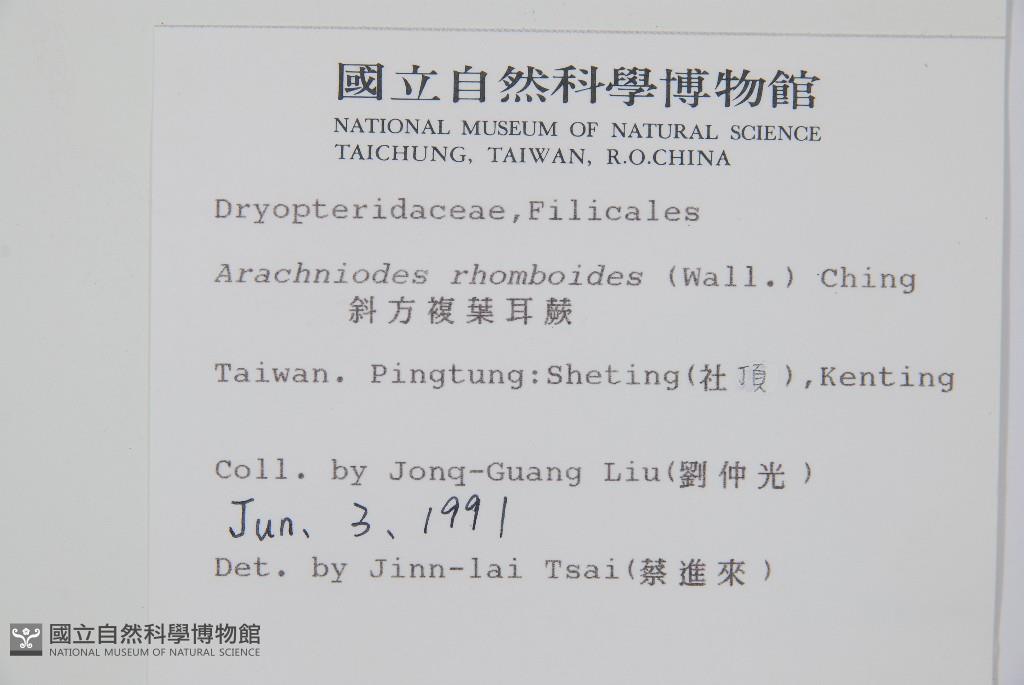 國立自然科學博物館
NATIONAL MUSEUM OF NATURAL SCIENCE
TAICHUNG, TAIWAN, R.O.CHINA
Dryopteridaceae,Filicales
Arachniodes rhomboides (Wall.) Ching
斜方複葉耳蕨
Taiwan. Pingtung:Sheting(社頂),Kenting
Coll. by Jonq-Guang Liu(劉仲光)
Jun、3、1991
Det. by Jinn-lai Tsai(蔡進來)
國立自然科學博物館
NATIONAL MUSEUM OF NATURAL SCIENCE